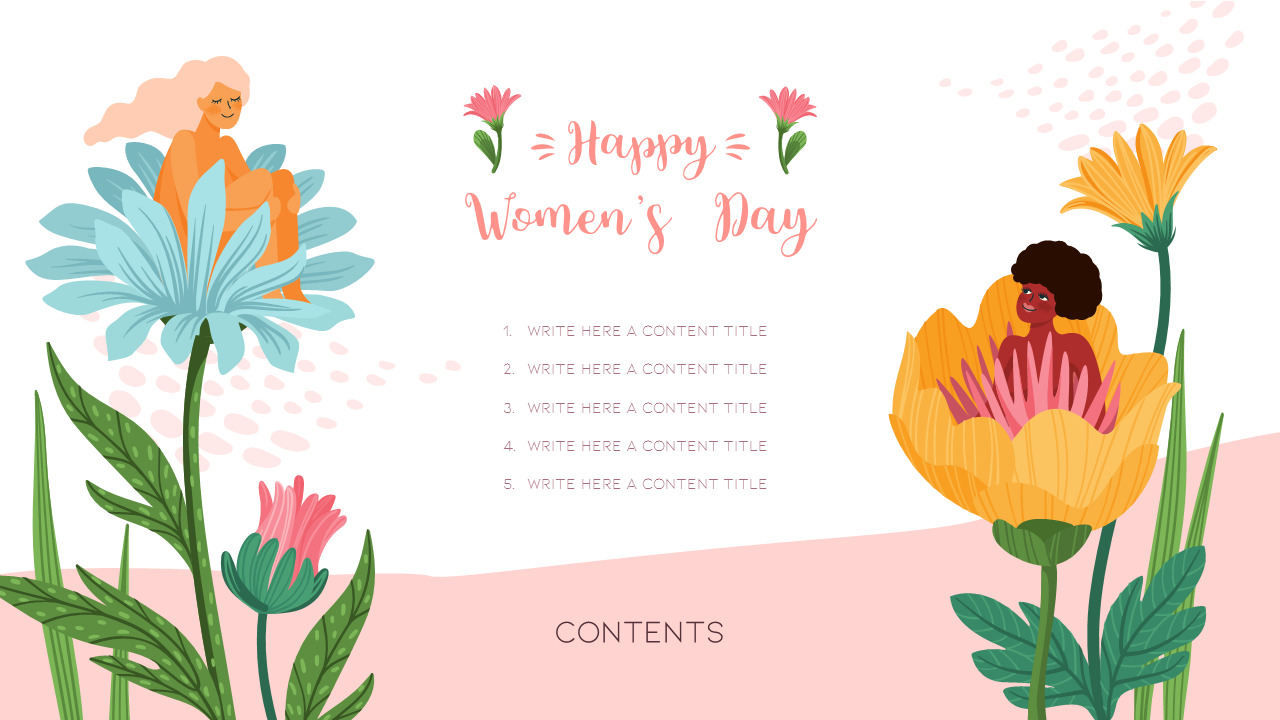 Happy
Women's Day
1. WRITE HERE A CONTENT TITLE
2. WRITE HERE A CONTENT TITLE
3. WRITE HERE A CONTENT TITLE
4. WRITE HERE A CONTENT TITLE
5. WRITE HERE A CONTENT TITLE
CONTENTS